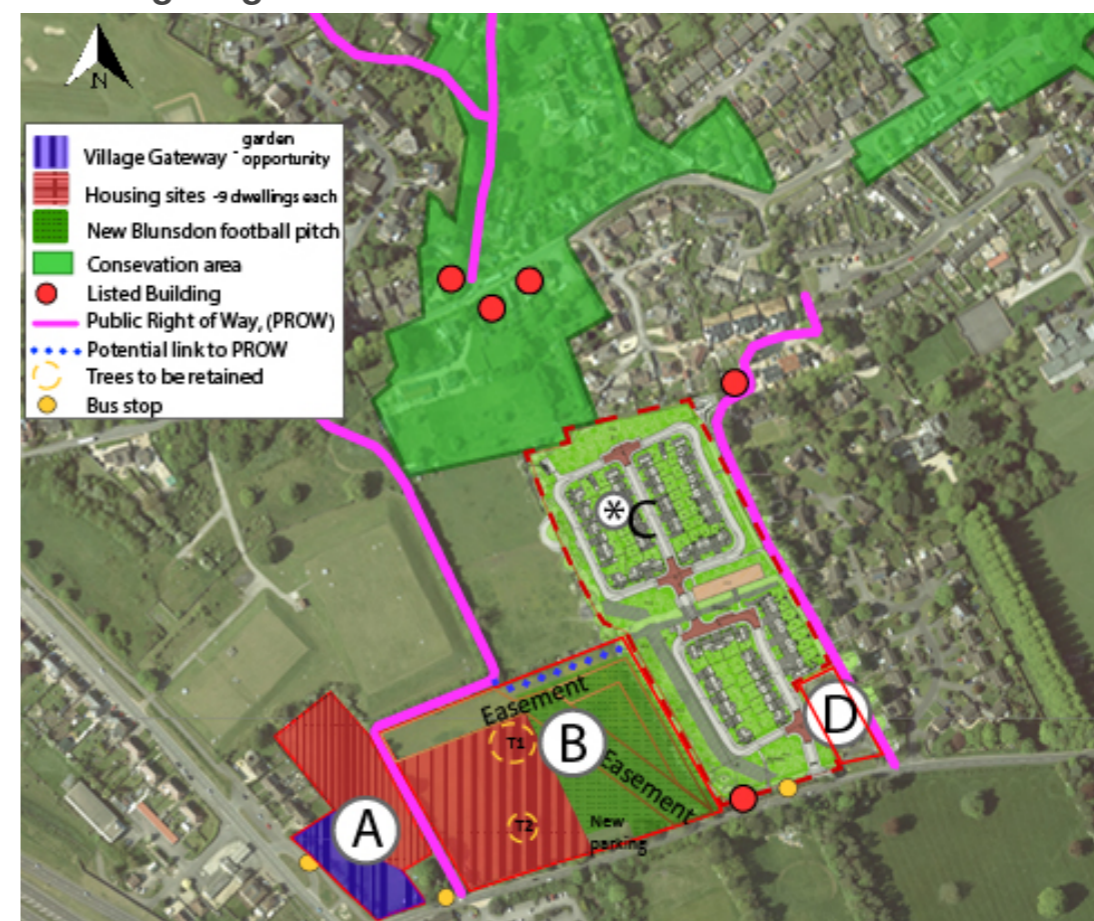 N
Village Gateway - garden
opportunity
Housing sites -9 dwellings each
New Blunsdon football pitch
Consevation area
Listed Building
Public Right of Way, (PROW)
Potential link to PROW
Trees to be retained
Bus stop
* C
Easement
T1
B
D
Easement
A
T2
New
parking